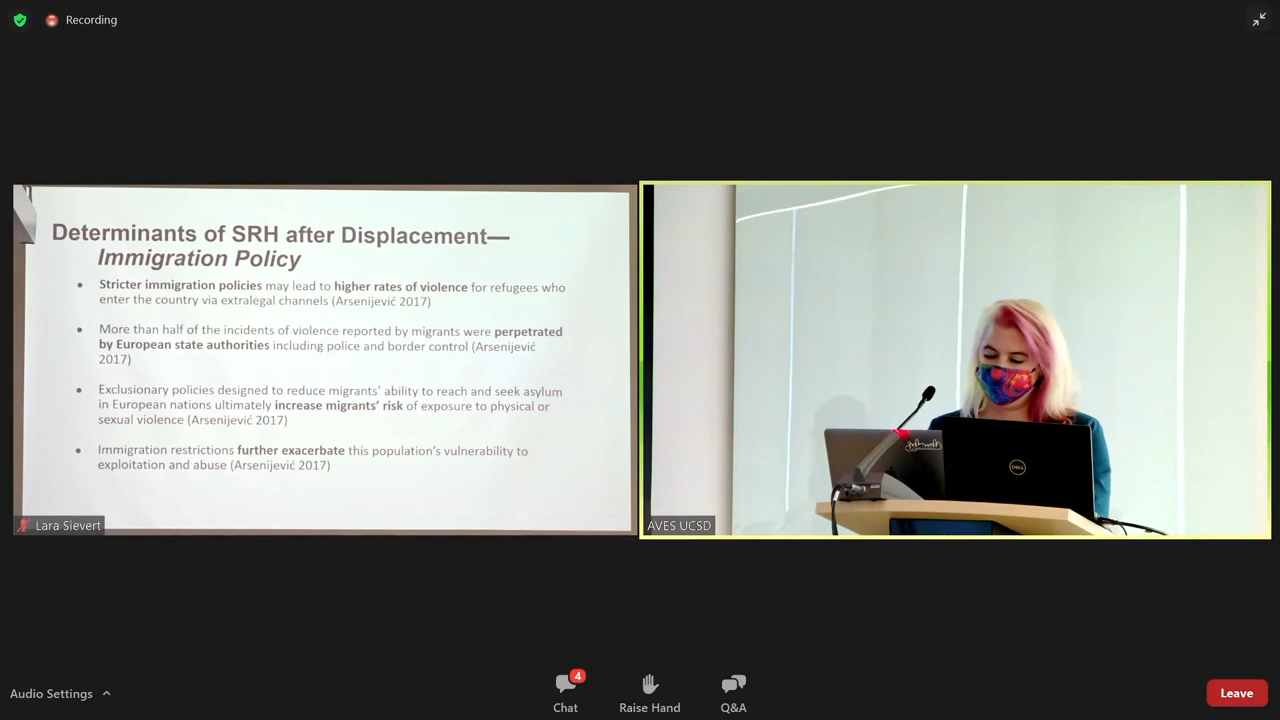 Recording
Determinants of SRH after Displacement—
Immigration Policy
• Stricter immigration policies may lead to higher rates of violence for refugees who
enter the country via extralegal channels (Arsenijević 2017)
• More than half of the incidents of violence reported by migrants were perpetrated
by European state authorities including police and border control (Arsenijević
2017)
• Exclusionary policies designed to reduce migrants' ability to reach and seek asylum
in European nations ultimately increase migrants' risk of exposure to physical or
sexual violence (Arsenijević 2017)
• Immigration restrictions further exacerbate this population's vulnerability to
exploitation and abuse (Arsenijević 2017)
Lara Sievert
DELL
AVES UCSD
Audio Settings
4
Chat
Raise Hand
Q&A
Leave